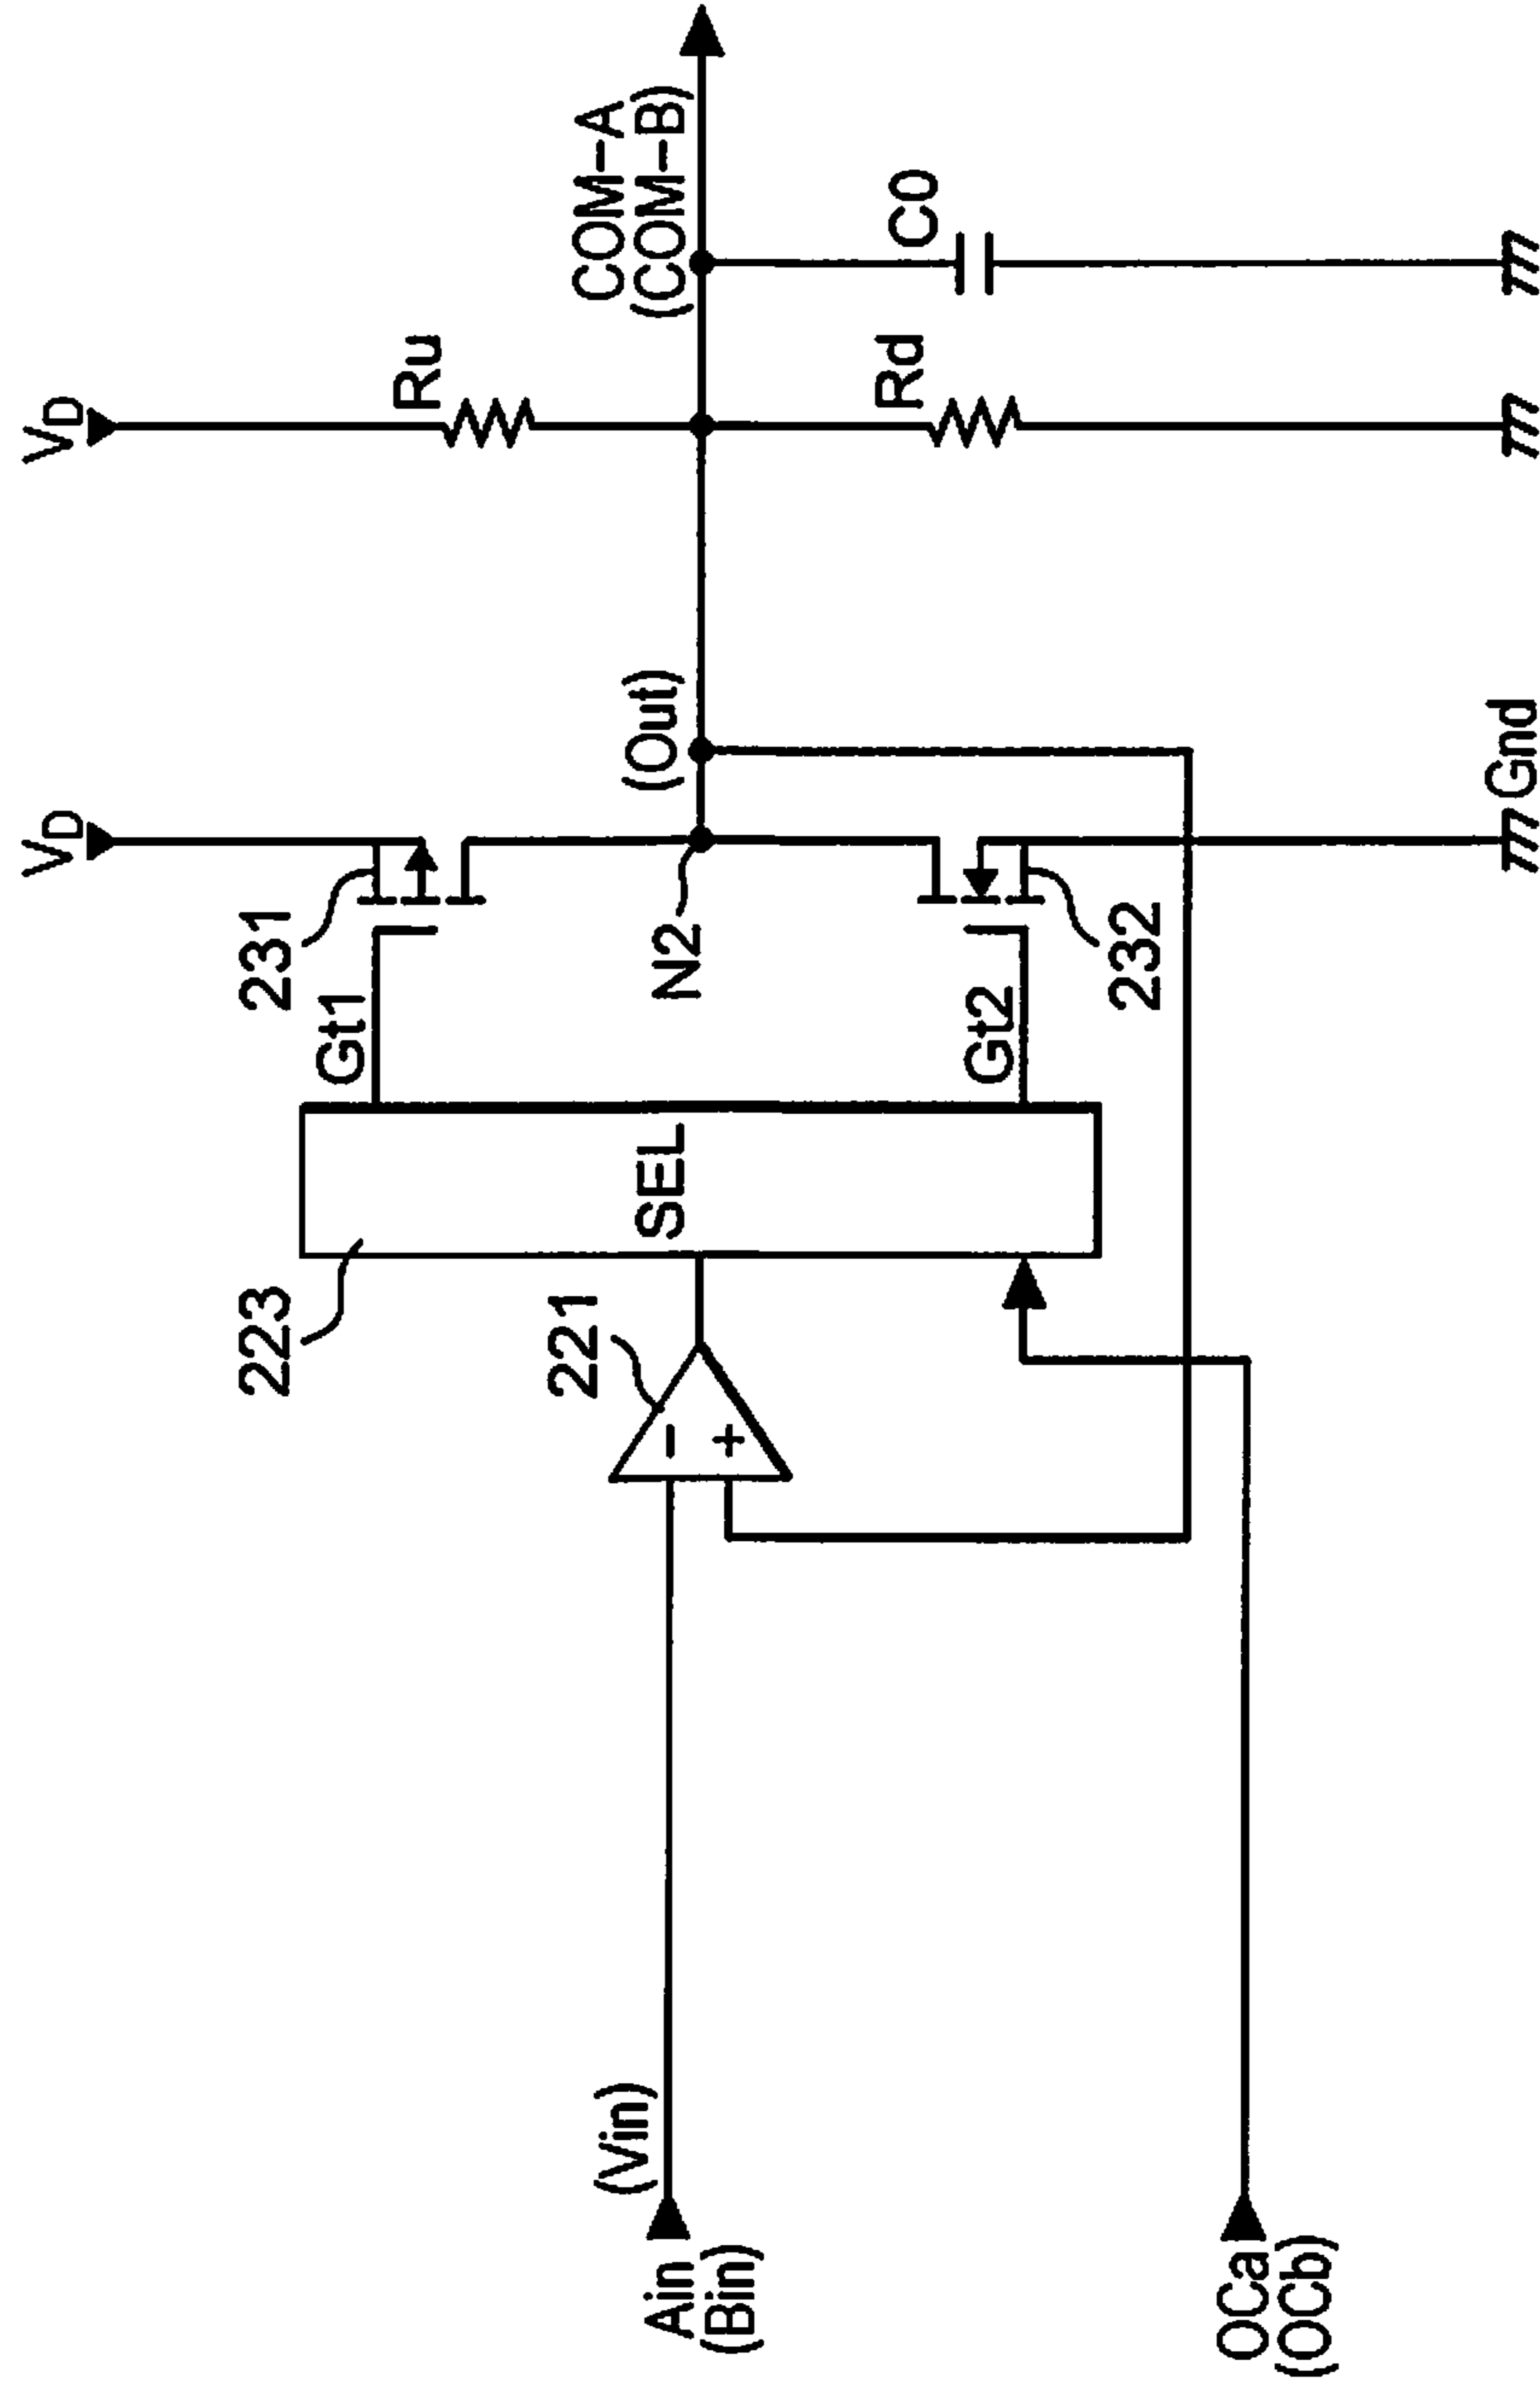 VD
VD
231
Gt1
Ru
COM-A
(COM-B)
(Out)
223
221
SEL
N2
-
+
(Vin)
Ain
(Bin)
Rd
C0
Gt2
232
OCa
(OCb)
Gnd